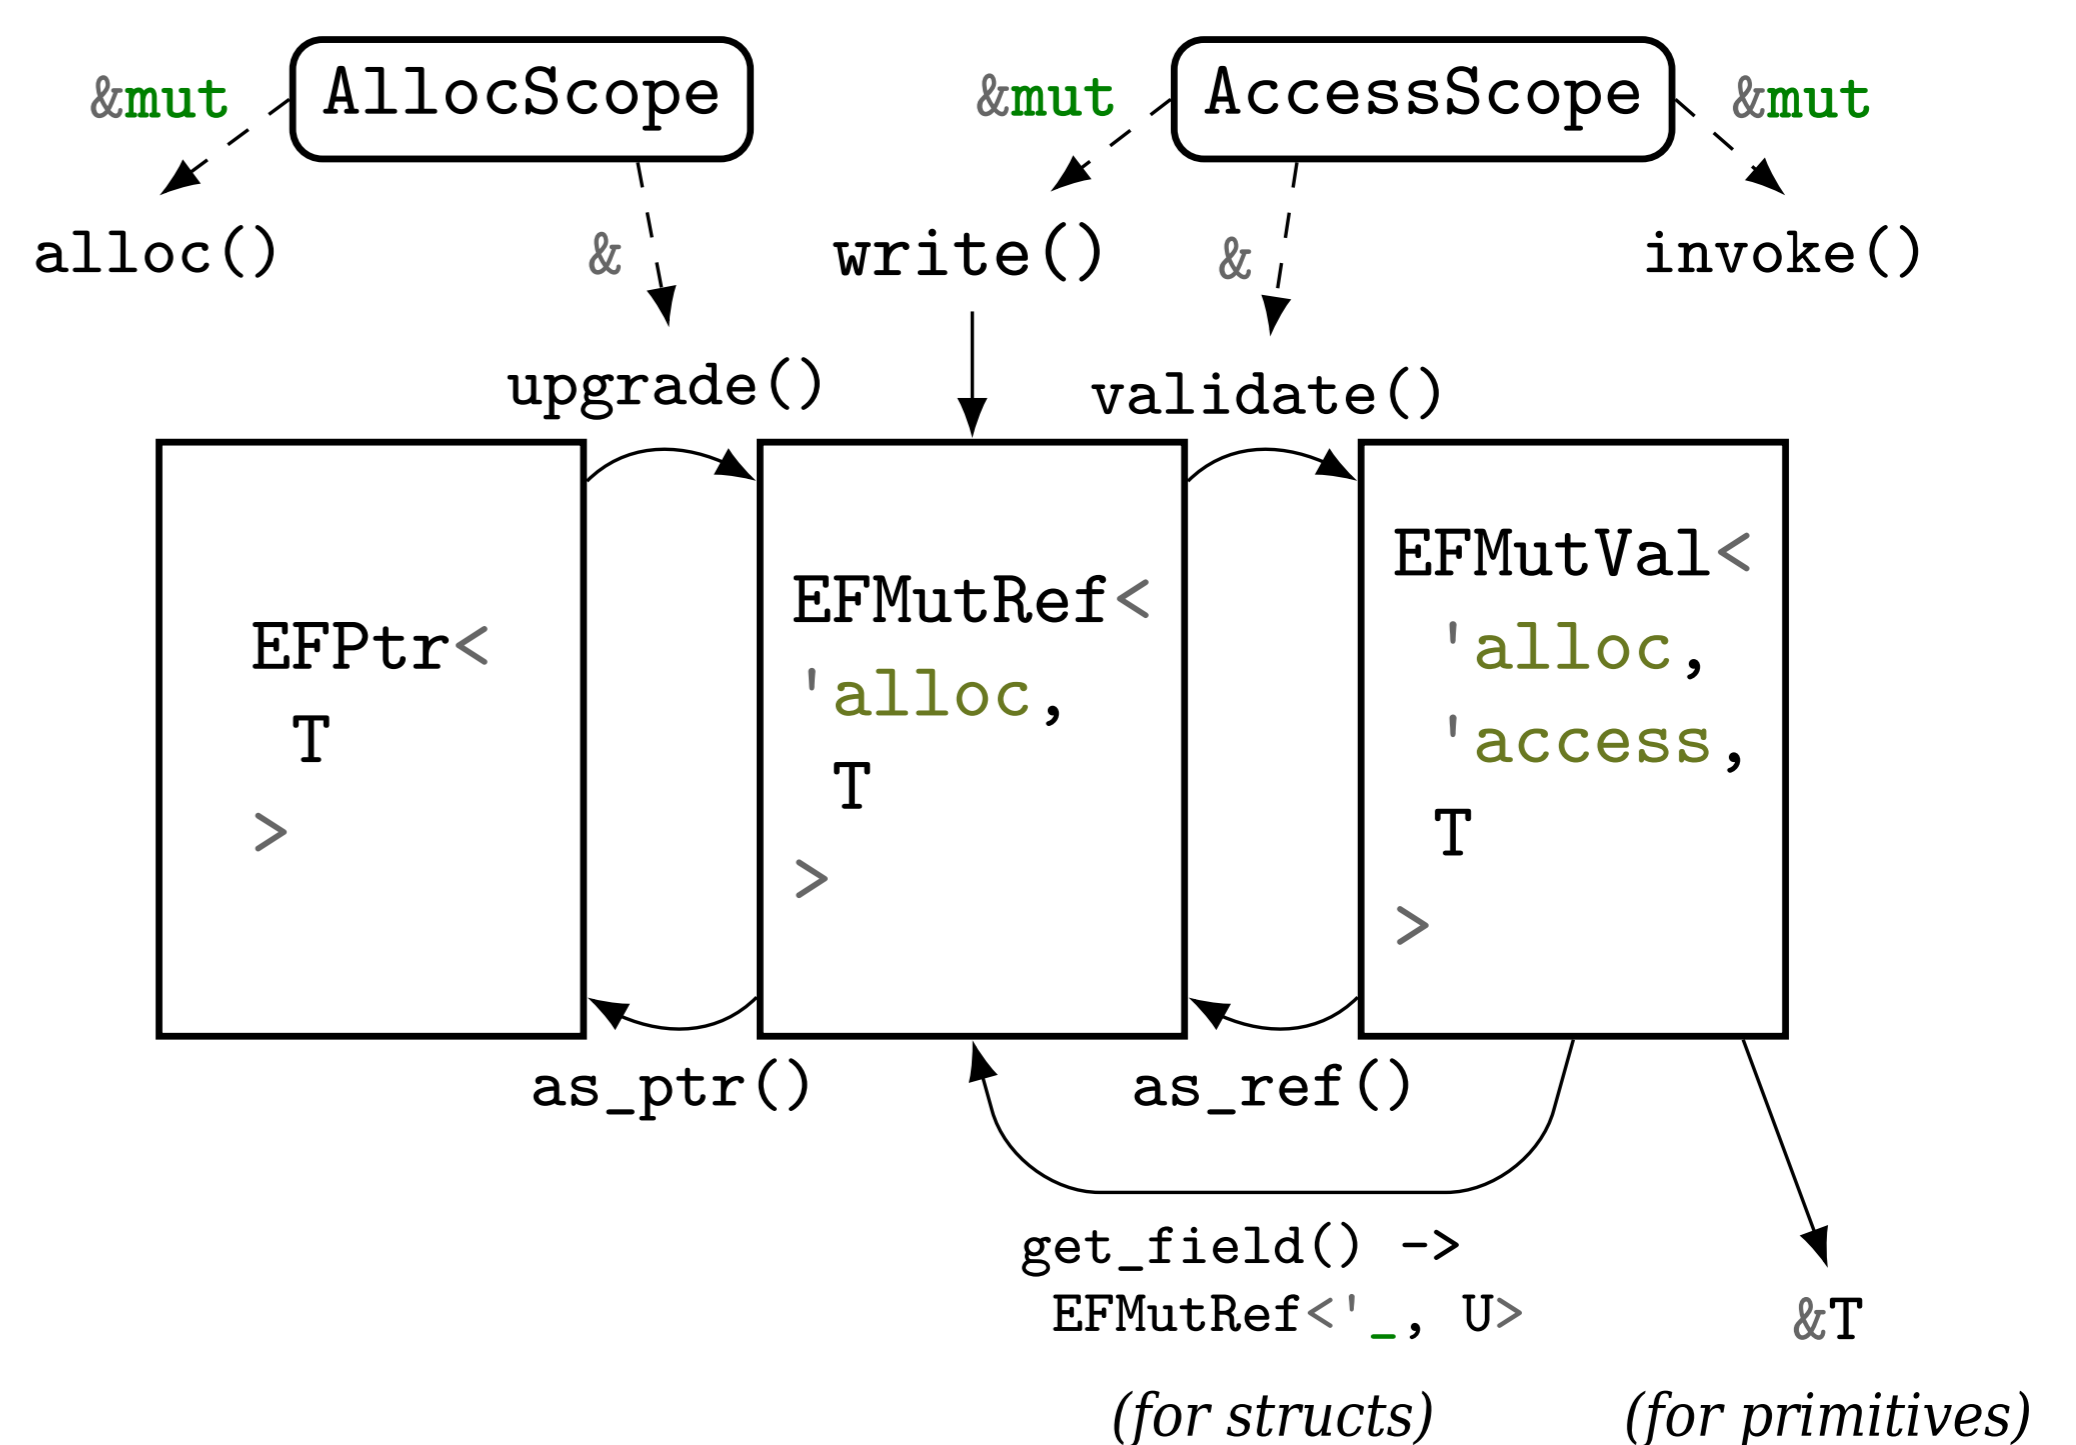 AllocScope
AccessScope
&mut
&mut
&mut
alloc()
&
write()
&
invoke()
upgrade()
validate()
EFPtr<
T
>
EFMutRef<
'alloc,
T
>
EFMutVal<
'alloc,
'access,
T
>
as_ptr()
as_ref()
get_field() ->
EFMutRef<'_, U>
(for structs)
&T
(for primitives)